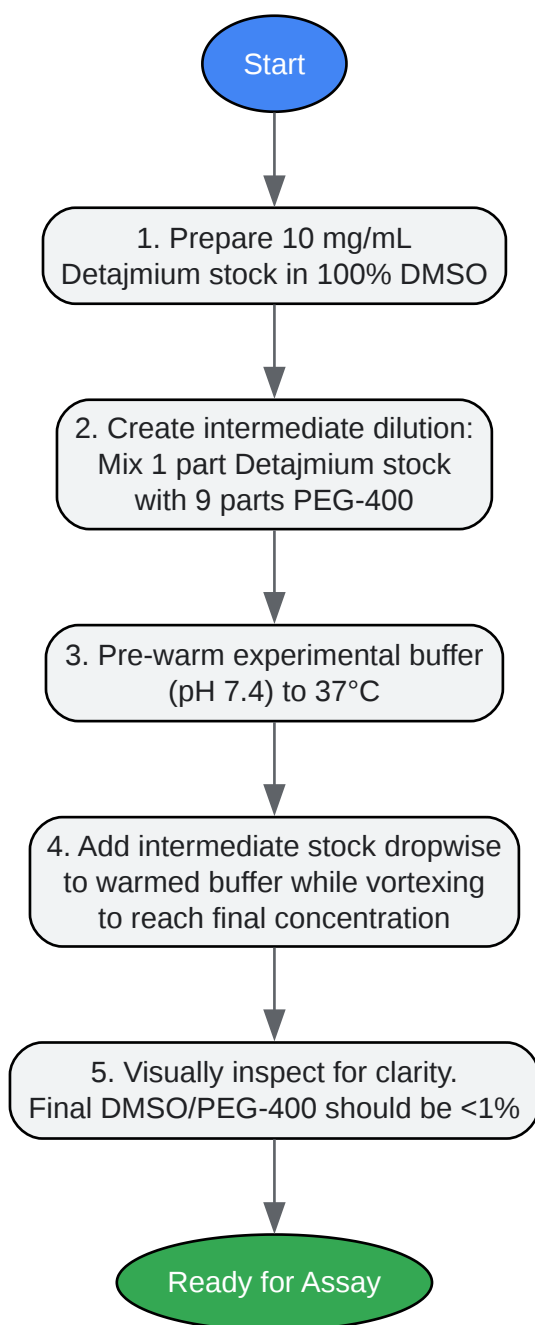 Start
1. Prepare 10 mg/mL
Detajmium stock in 100% DMSO
2. Create intermediate dilution:
Mix 1 part Detajmium stock
with 9 parts PEG-400
3. Pre-warm experimental buffer
(pH 7.4) to 37°C
4. Add intermediate stock dropwise
to warmed buffer while vortexing
to reach final concentration
5. Visually inspect for clarity.
Final DMSO/PEG-400 should be <1%
Ready for Assay